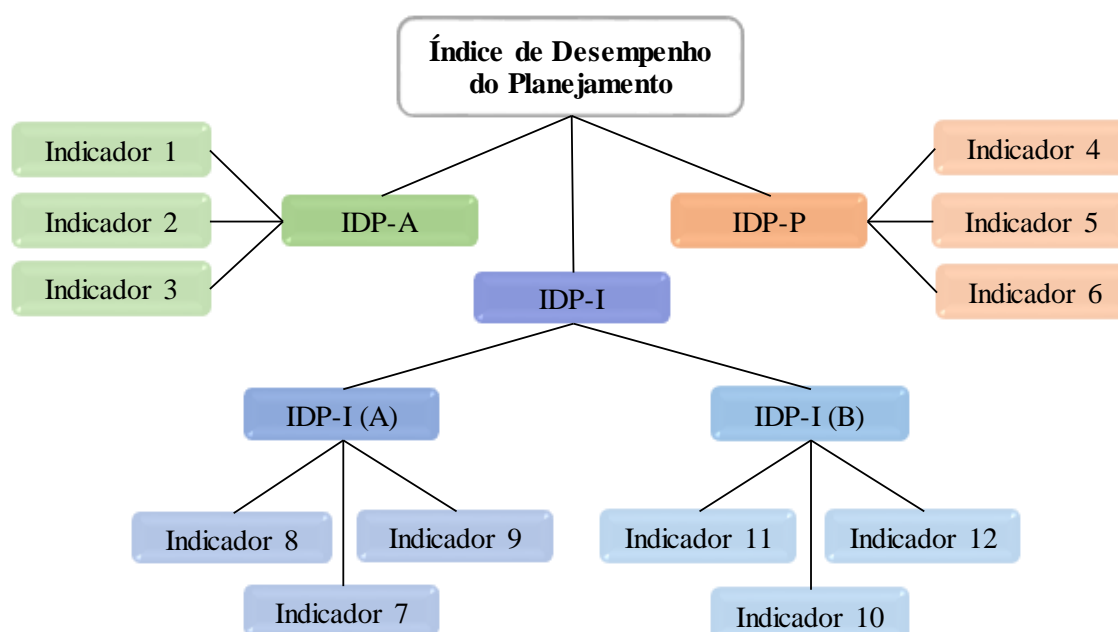 Índice de Desempenho
do Planejamento
Indicador 1
Indicador 2
Indicador 3
IDP-A
IDP-P
Indicador 4
Indicador 5
Indicador 6
IDP-I
IDP-I (A)
IDP-I (B)
Indicador 8
Indicador 9
Indicador 7
Indicador 11
Indicador 12
Indicador 10